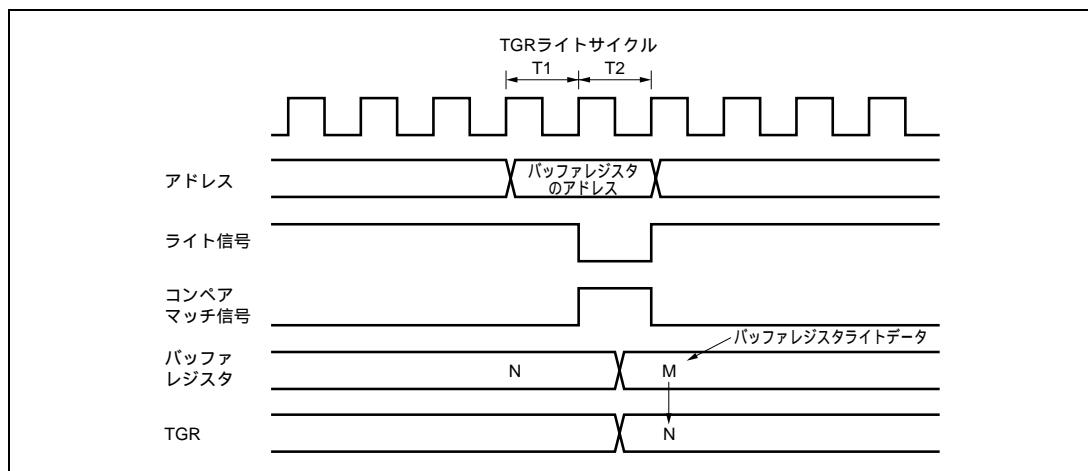 TGRライトサイクル
T1 T2
アドレス
バッファレジスタ
のアドレス
ライト信号
コンペア
マッチ信号
バッファレジスタライトデータ
バッファ
レジスタ
N M
TGR
N